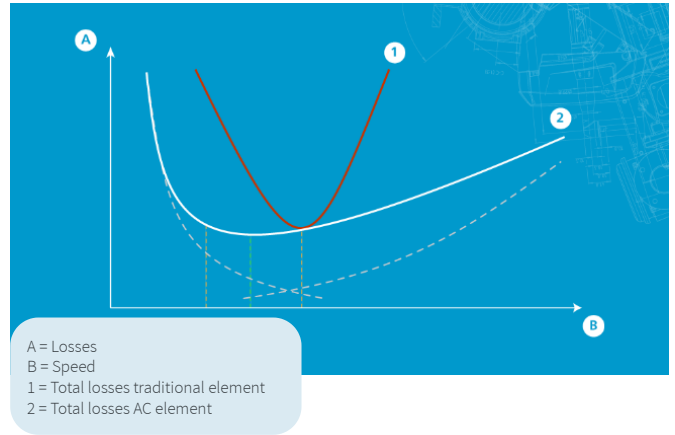 A
1
2
B
A = Losses
B = Speed
1 = Total losses traditional element
2 = Total losses AC element